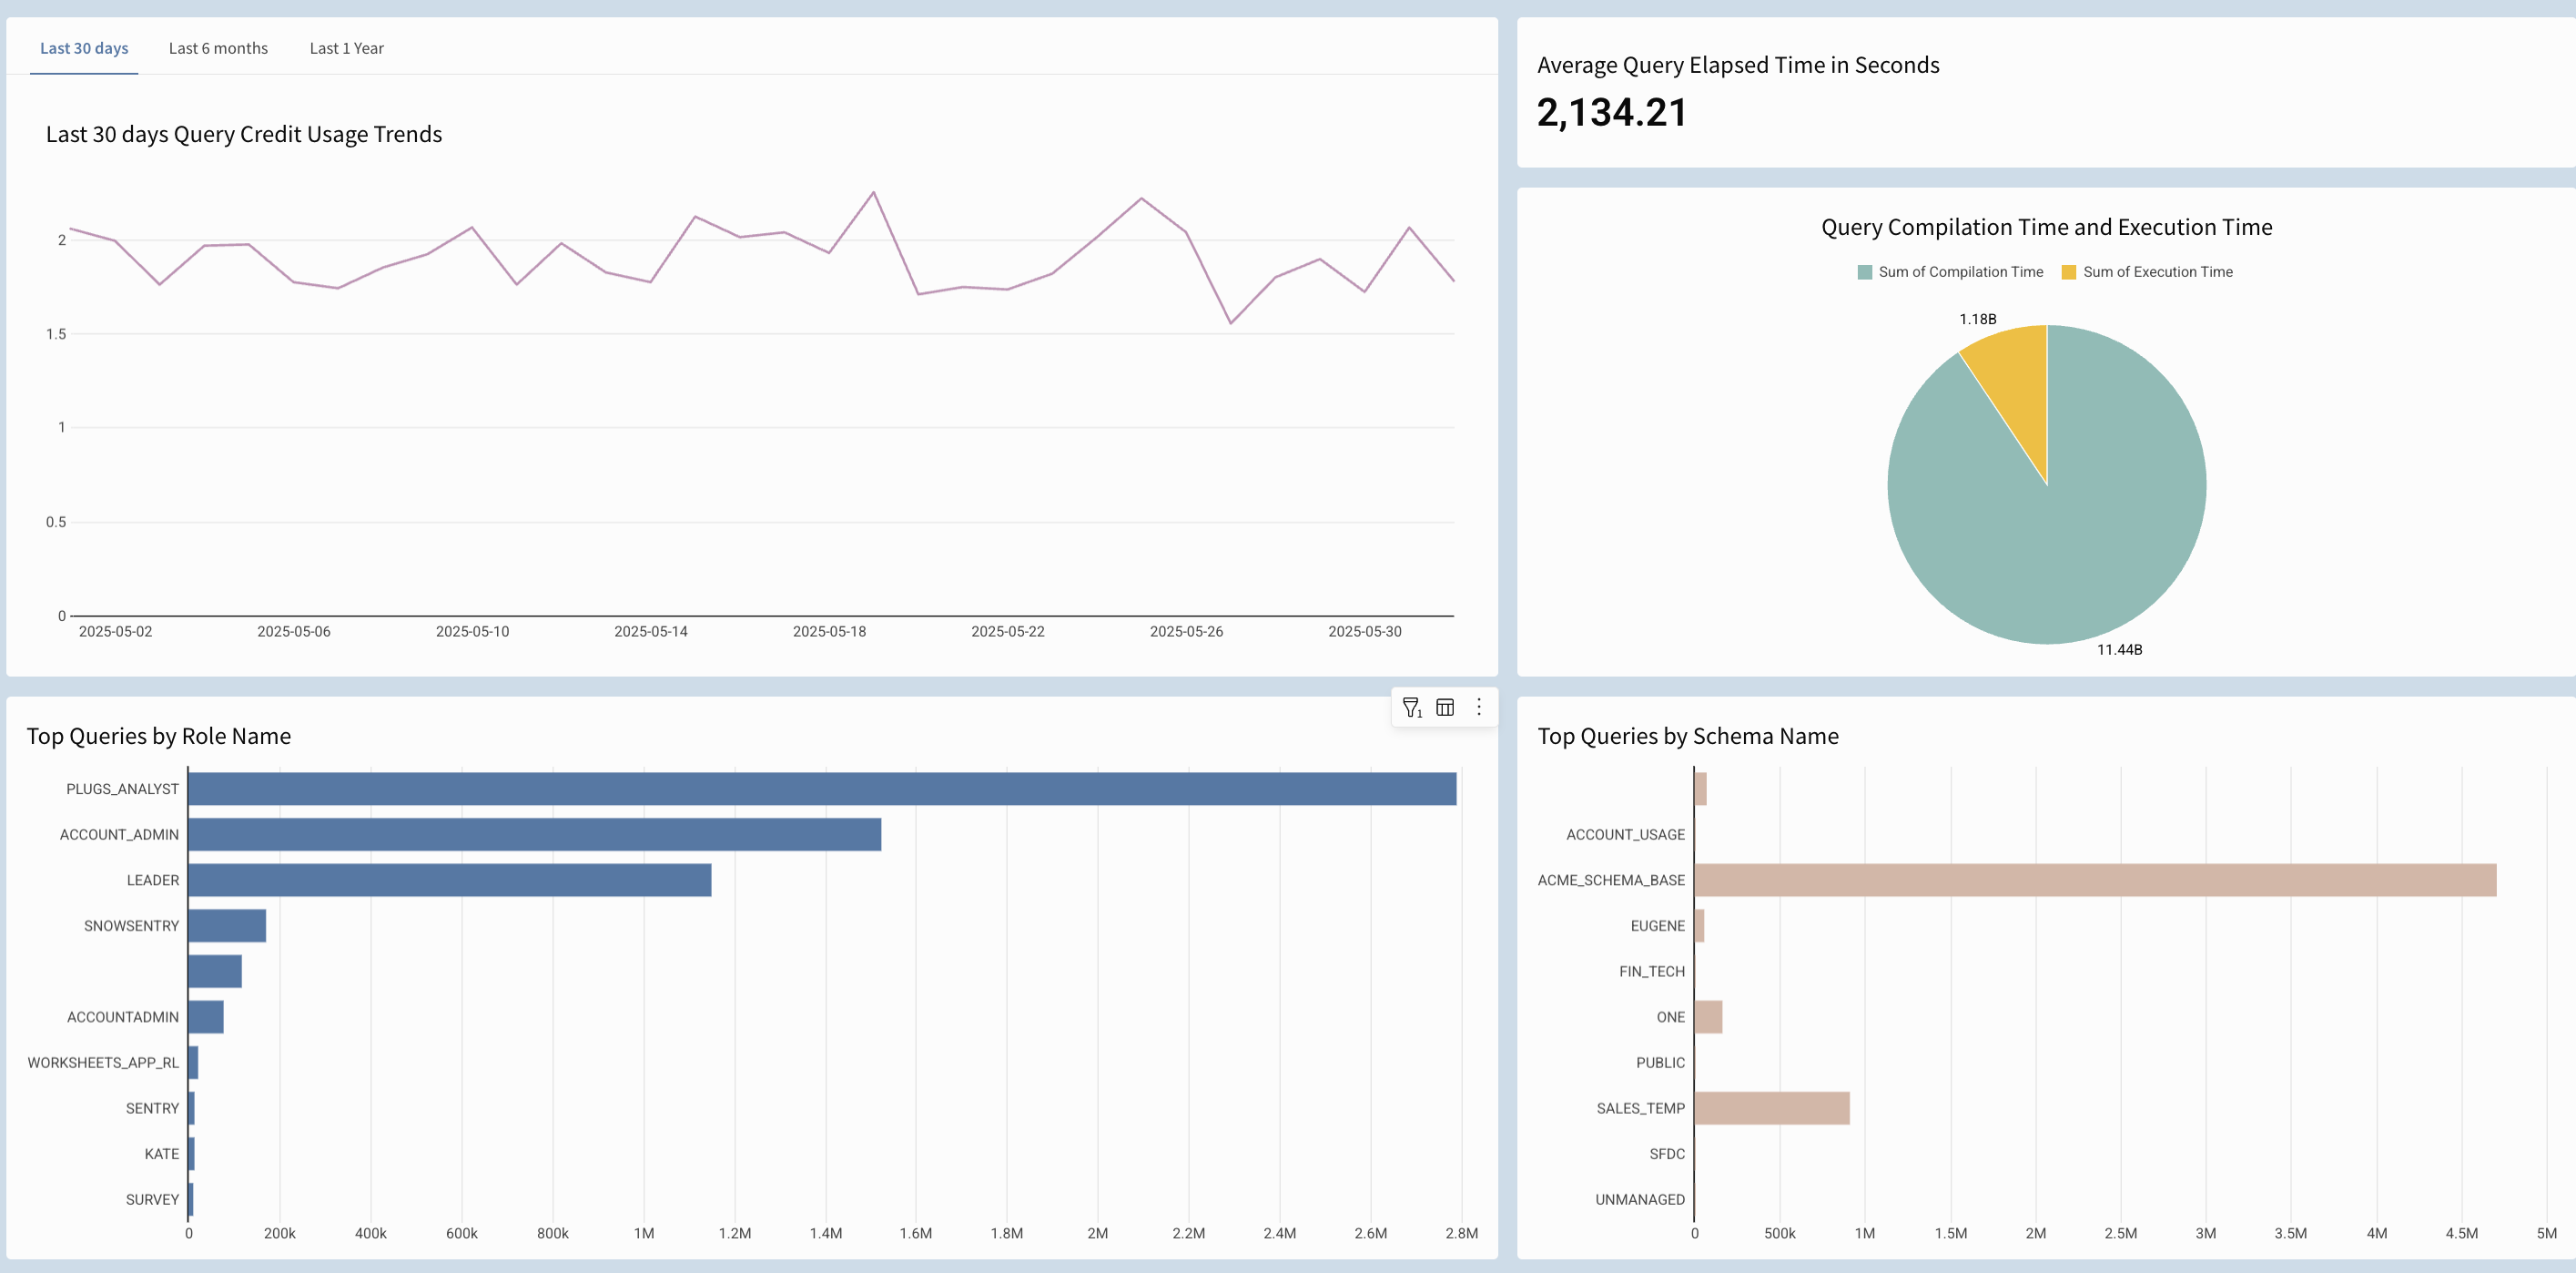 Last 30 days Last 6 months Last 1 Year
Last 30 days Query Credit Usage Trends
2
1.5
1
0.5
0
2025-05-02 2025-05-06 2025-05-10 2025-05-14 2025-05-18 2025-05-22 2025-05-26 2025-05-30
Average Query Elapsed Time in Seconds
2,134.21
Query Compilation Time and Execution Time
Sum of Compilation Time Sum of Execution Time
1.18B
11.44B
1
Top Queries by Role Name
PLUGS_ANALYST
ACCOUNT_ADMIN
LEADER
SNOWSENTRY
ACCOUNTADMIN
WORKSHEETS_APP_RL
SENTRY
KATE
SURVEY
0 200k 400k 600k 800k 1M 1.2M 1.4M 1.6M 1.8M 2M 2.2M 2.4M 2.6M 2.8M
Top Queries by Schema Name
ACCOUNT_USAGE
ACME_SCHEMA_BASE
EUGENE
FIN_TECH
ONE
PUBLIC
SALES_TEMP
SFDC
UNMANAGED
0 500k 1M 1.5M 2M 2.5M 3M 3.5M 4M 4.5M 5M